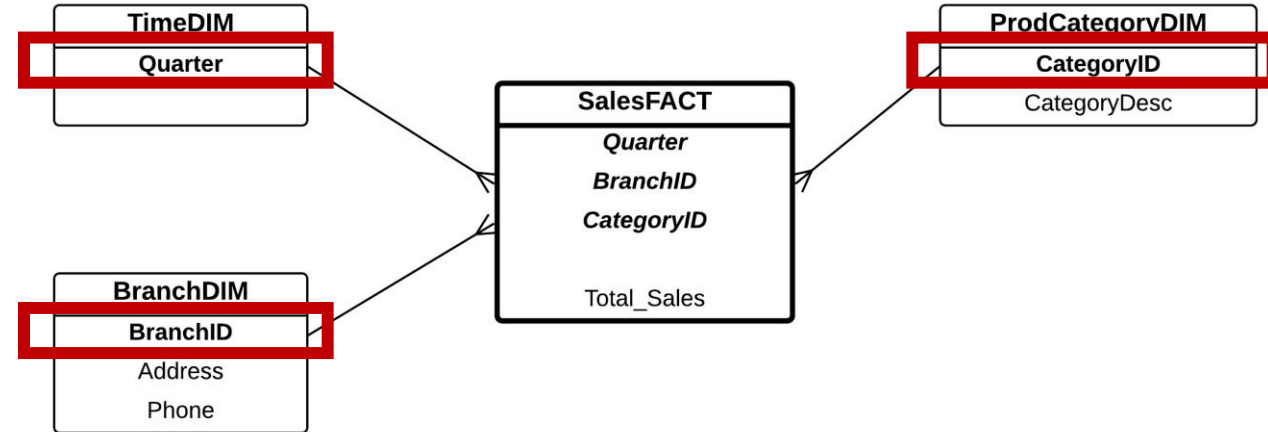 TimeDIM
Quarter
ProdCategoryDIM
CategoryID
CategoryDesc
SalesFACT
Quarter
BranchID
CategoryID
Total_Sales
BranchDIM
BranchID
Address
Phone